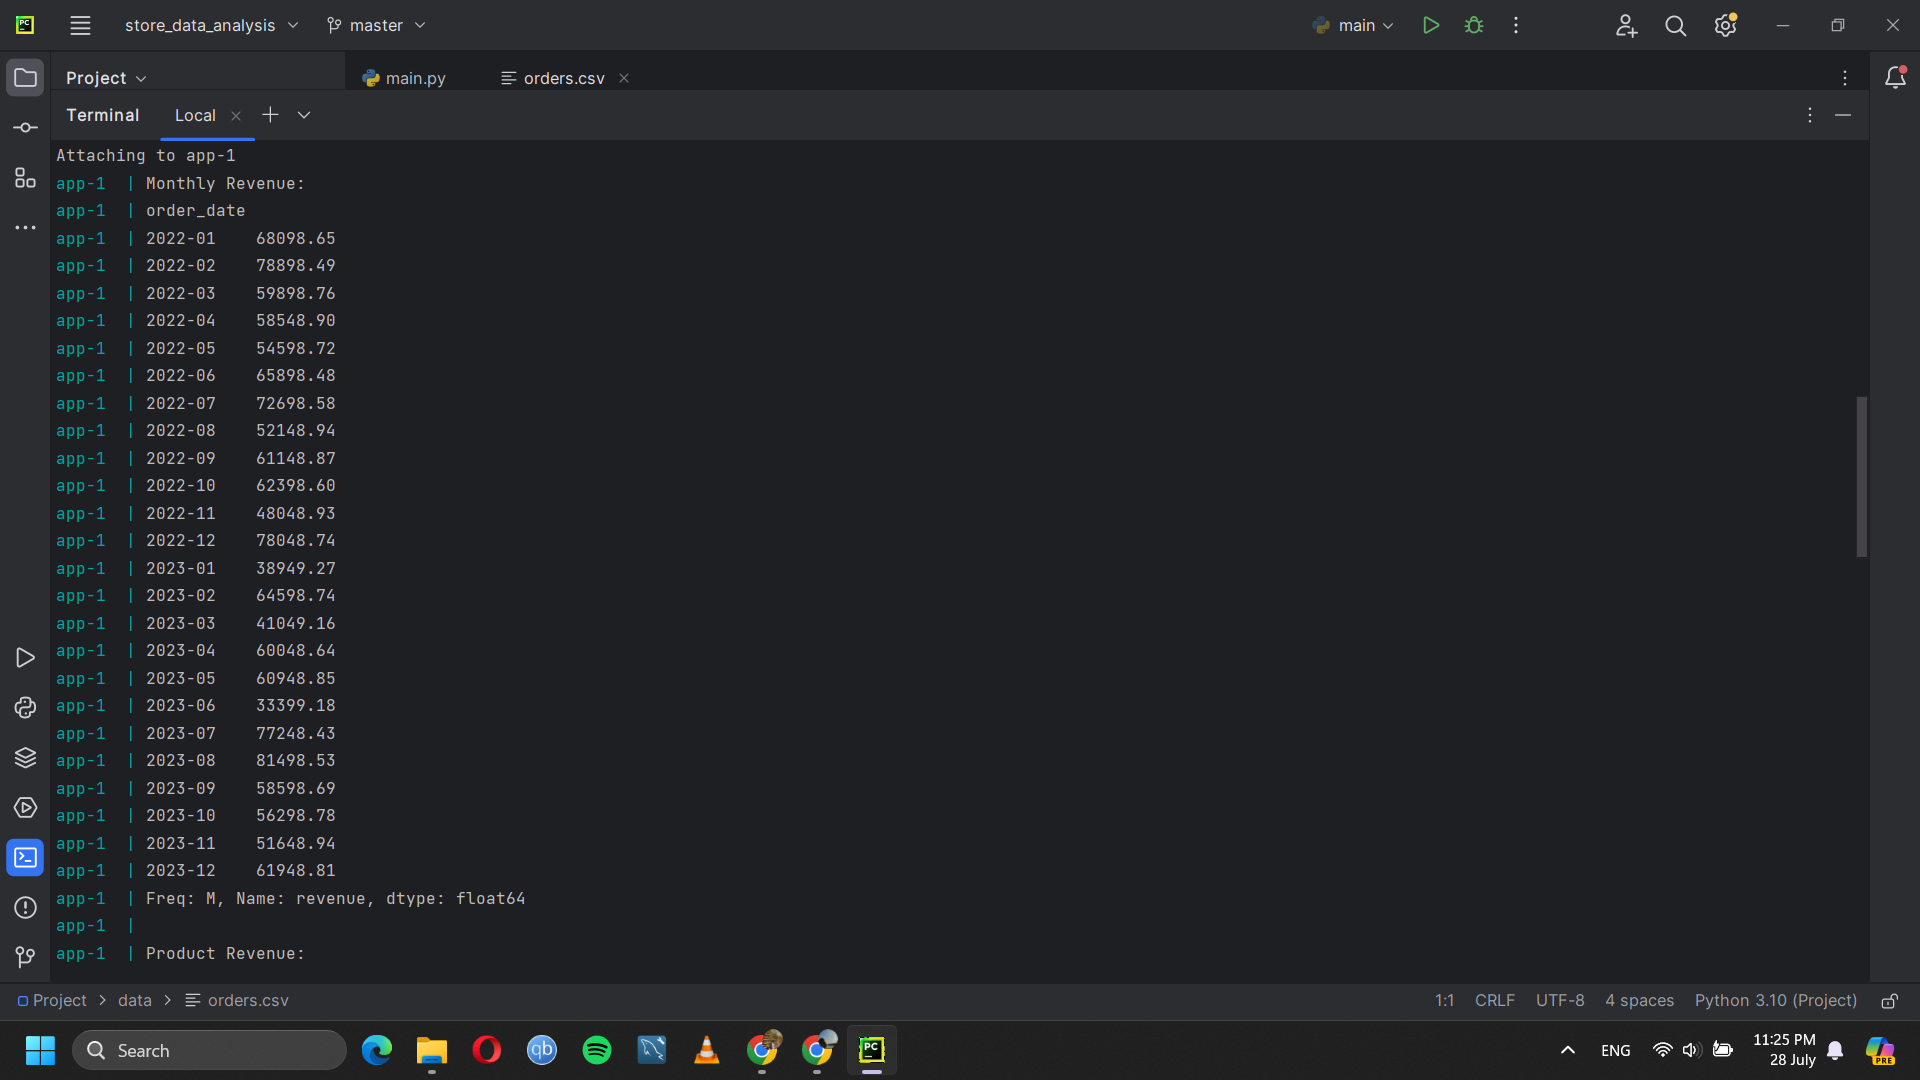 PC
store_data_analysis
master
main
Project
main.py
orders.csv
Terminal
Local
Attaching to app-1
app-1  | Monthly Revenue:
app-1  | order_date
app-1  | 2022-01    68098.65
app-1  | 2022-02    78898.49
app-1  | 2022-03    59898.76
app-1  | 2022-04    58548.90
app-1  | 2022-05    54598.72
app-1  | 2022-06    65898.48
app-1  | 2022-07    72698.58
app-1  | 2022-08    52148.94
app-1  | 2022-09    61148.87
app-1  | 2022-10    62398.60
app-1  | 2022-11    48048.93
app-1  | 2022-12    78048.74
app-1  | 2023-01    38949.27
app-1  | 2023-02    64598.74
app-1  | 2023-03    41049.16
app-1  | 2023-04    60048.64
app-1  | 2023-05    60948.85
app-1  | 2023-06    33399.18
app-1  | 2023-07    77248.43
app-1  | 2023-08    81498.53
app-1  | 2023-09    58598.69
app-1  | 2023-10    56298.78
app-1  | 2023-11    51648.94
app-1  | 2023-12    61948.81
app-1  | Freq: M, Name: revenue, dtype: float64
app-1  |
app-1  | Product Revenue:
Project > data > orders.csv
1:1 CRLF UTF-8 4 spaces Python 3.10 (Project)
Search
qb
PC
ENG
11:25 PM
28 July
PRE